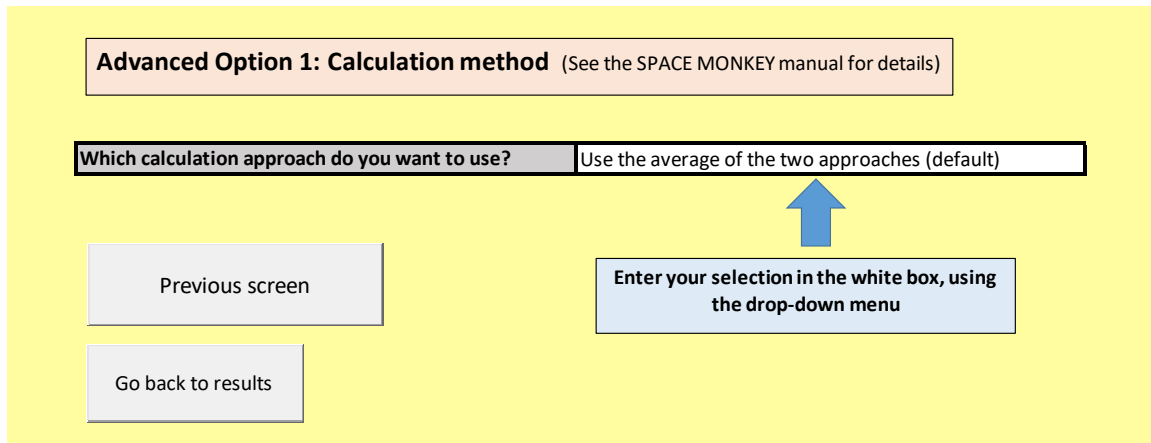 Advanced Option 1: Calculation method (See the SPACE MONKEY manual for details)
Which calculation approach do you want to use?
Use the average of the two approaches (default)
Previous screen
Enter your selection in the white box, using
the drop-down menu
Go back to results